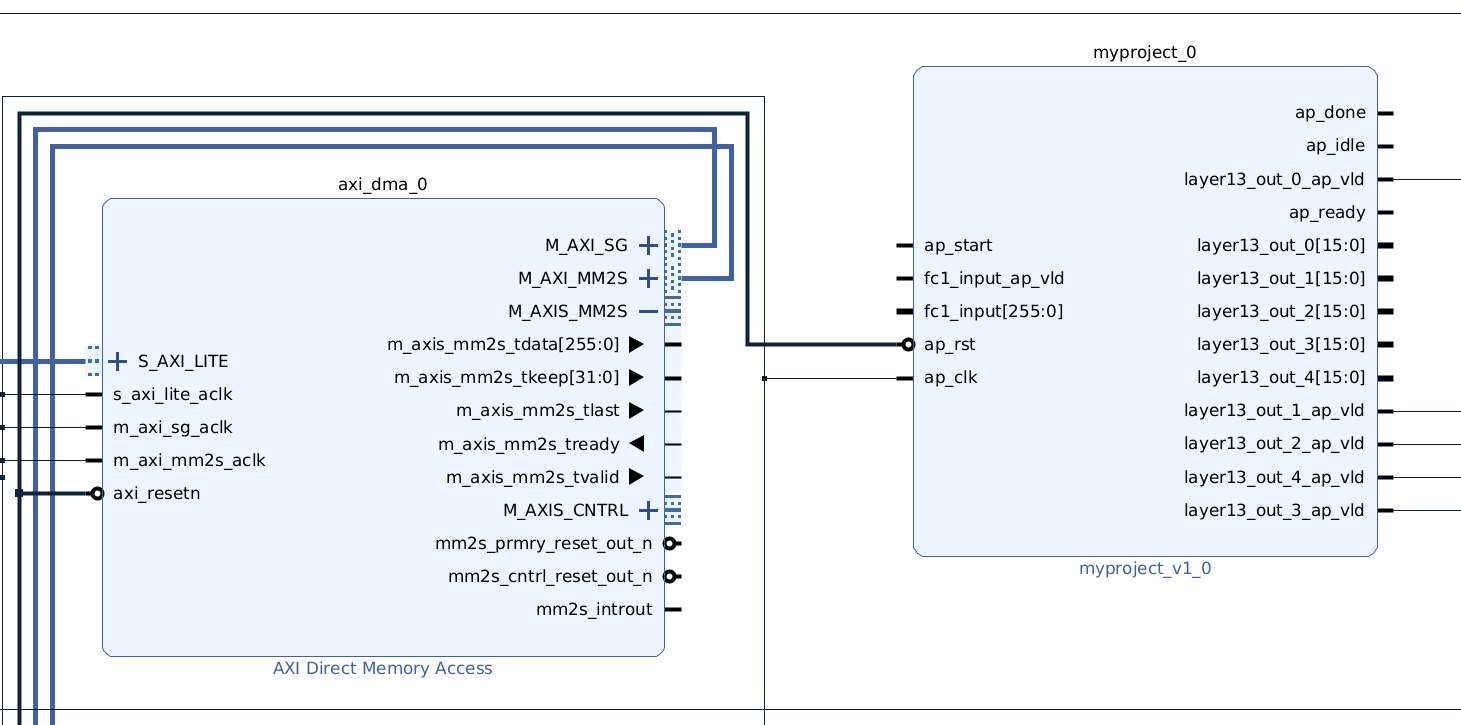 myproject_0
ap_done
ap_idle
layer13_out_0_ap_vld
ap_ready
ap_start
layer13_out_0[15:0]
fc1_input_ap_vld
layer13_out_1[15:0]
fc1_input[255:0]
layer13_out_2[15:0]
ap_rst
layer13_out_3[15:0]
ap_clk
layer13_out_4[15:0]
layer13_out_1_ap_vld
layer13_out_2_ap_vld
layer13_out_4_ap_vld
layer13_out_3_ap_vld
myproject_v1_0
axi_dma_0
M_AXI_SG
M_AXI_MM2S
M_AXIS_MM2S
m_axis_mm2s_tdata[255:0]
S_AXI_LITE
m_axis_mm2s_tkeep[31:0]
s_axi_lite_aclk
m_axis_mm2s_tlast
m_axi_sg_aclk
m_axis_mm2s_tready
m_axi_mm2s_aclk
m_axis_mm2s_tvalid
axi_resetn
M_AXIS_CNTRL
mm2s_prmry_reset_out_n
mm2s_cntrl_reset_out_n
mm2s_introut
AXI Direct Memory Access